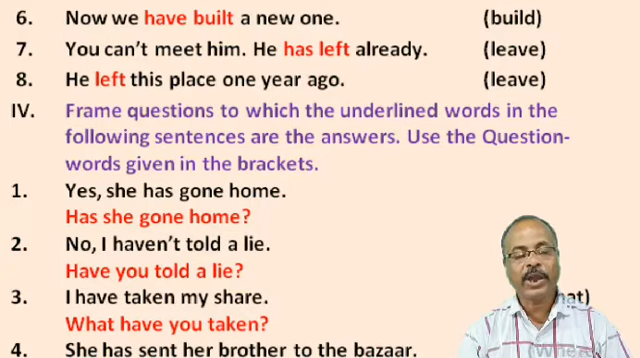 6. Now we have built a new one. (build)
7. You can't meet him. He has left already. (leave)
8. He left this place one year ago. (leave)
IV. Frame questions to which the underlined words in the
following sentences are the answers. Use the Question-
words given in the brackets.
1. Yes, she has gone home.
Has she gone home?
2. No, I haven't told a lie.
Have you told a lie?
3. I have taken my share.
What have you taken?
4. She has sent her brother to the bazaar.